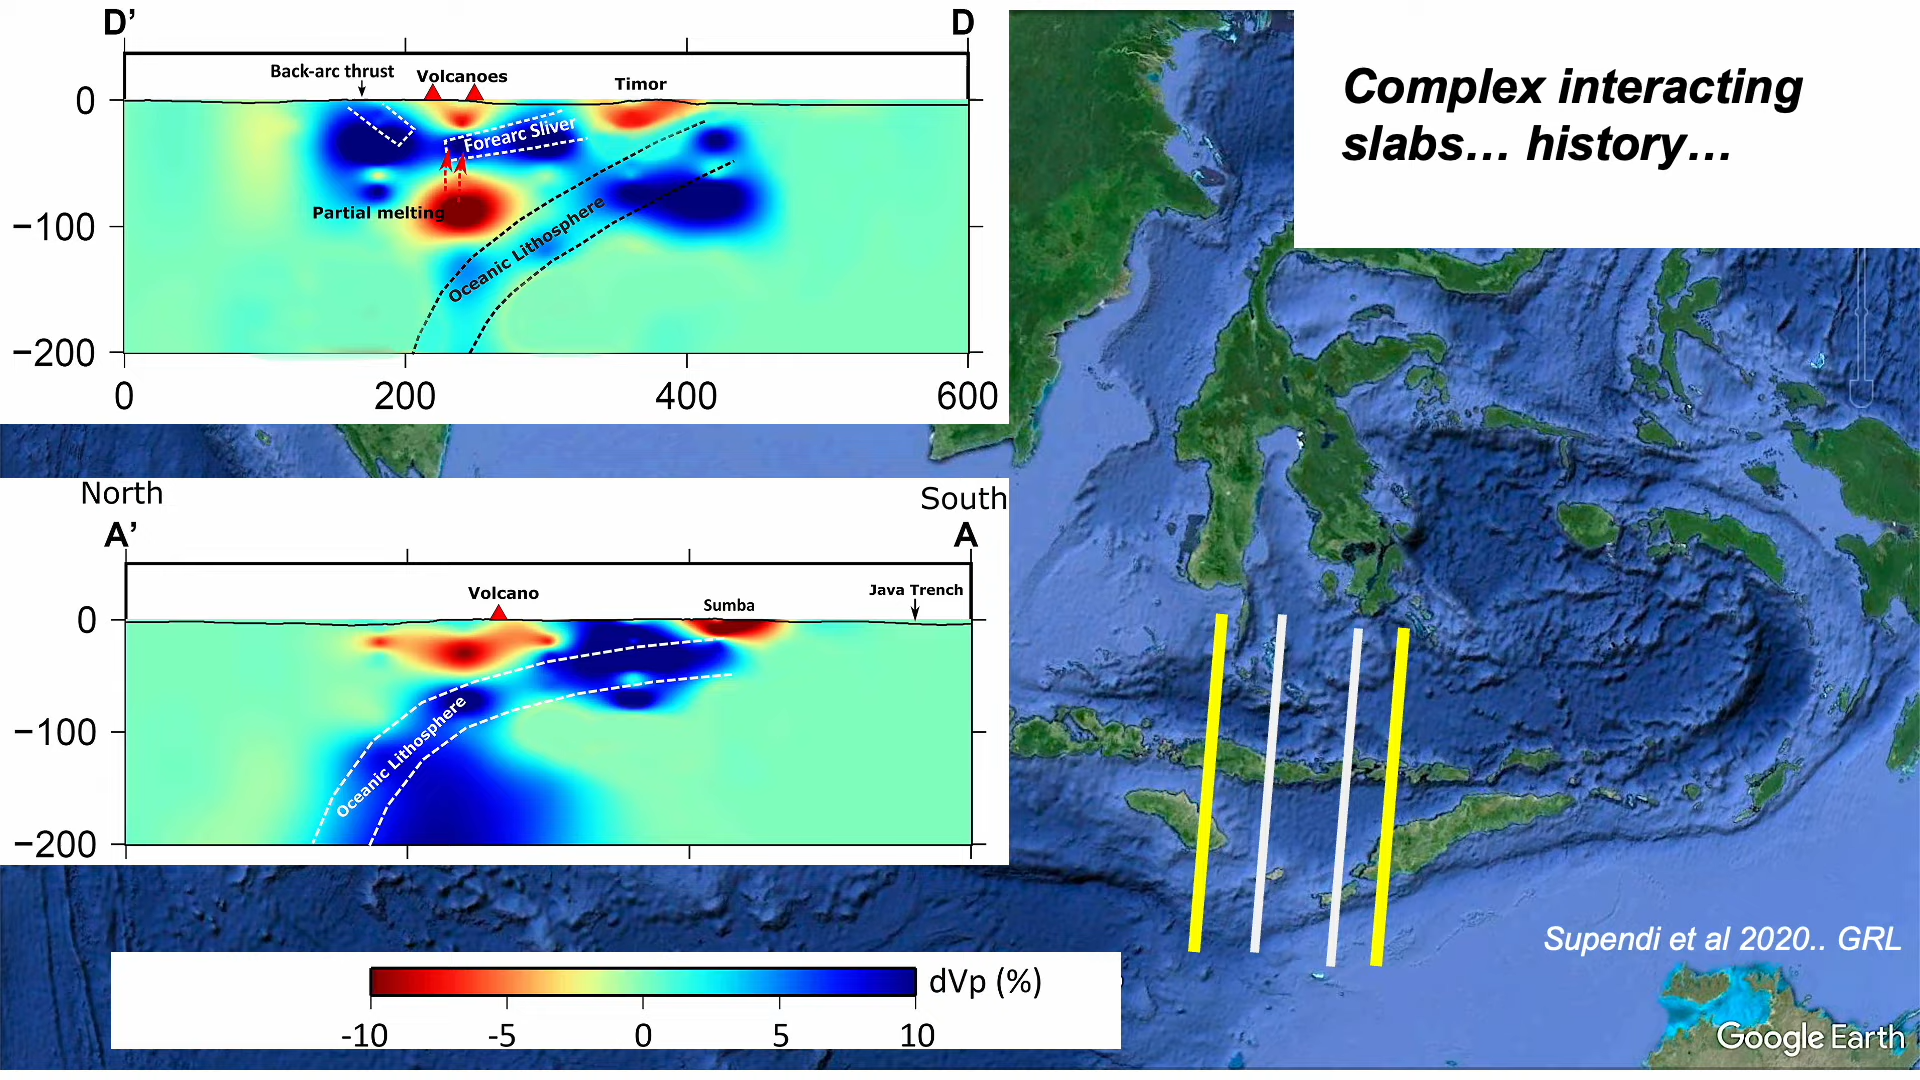 D’
D
Back-arc thrust
Volcanoes
Timor
0
Forearc Sliver
Partial melting
−100
Oceanic Lithosphere
−200
0
200
400
600
Complex interacting
slabs… history…
North
South
A’
A
Volcano
Sumba
Java Trench
0
−100
Oceanic Lithosphere
−200
dVp (%)
-10
-5
0
5
10
Supendi et al 2020.. GRL
Google Earth